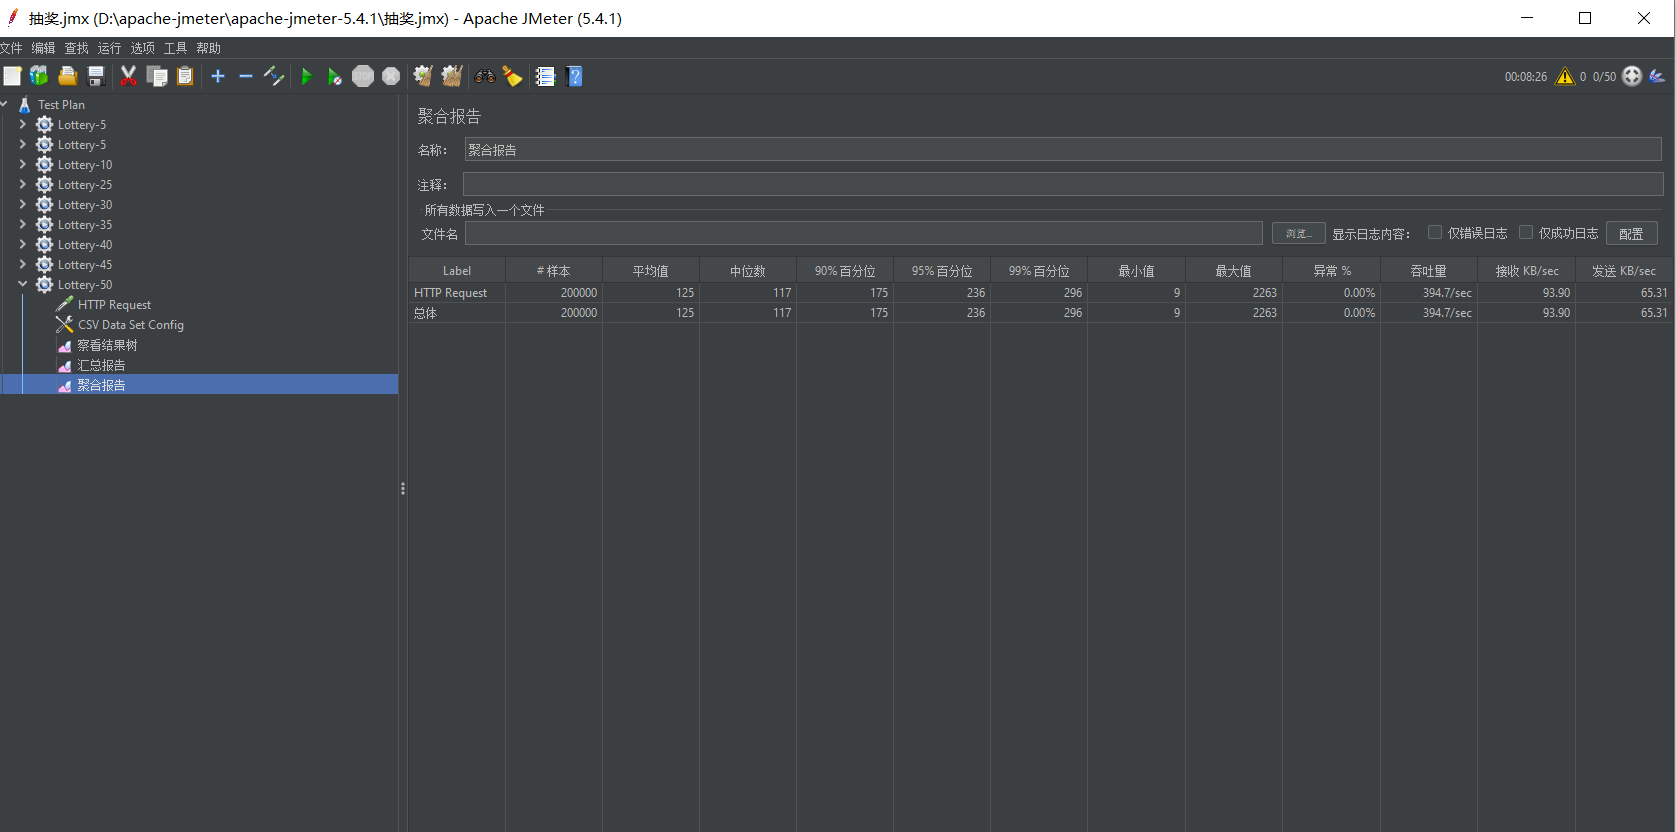 抽奖.jmx (D:\apache-jmeter\apache-jmeter-5.4.1\抽奖.jmx) - Apache JMeter (5.4.1)
文件 编辑 查找 运行 选项 工具 帮助
STOP
00:08:26 0 0/50
Test Plan
Lottery-5
Lottery-5
Lottery-10
Lottery-25
Lottery-30
Lottery-35
Lottery-40
Lottery-45
Lottery-50
HTTP Request
CSV Data Set Config
察看结果树
汇总报告
聚合报告
聚合报告
名称: 聚合报告
注释:
所有数据写入一个文件
文件名 浏览... 显示日志内容: 仅错误日志 仅成功日志 配置
Label # 样本 平均值 中位数 90% 百分位 95% 百分位 99% 百分位 最小值 最大值 异常 % 吞吐量 接收 KB/sec 发送 KB/sec
HTTP Request 200000 125 117 175 236 296 9 2263 0.00% 394.7/sec 93.90 65.31
总体 200000 125 117 175 236 296 9 2263 0.00% 394.7/sec 93.90 65.31